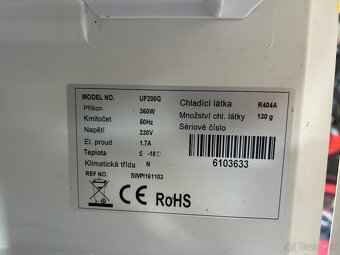 MODEL NO. UF200G
Příkon 360W
Kmitočet 50Hz
Napětí 230V
El. proud 1.7A
Teplota ≤ -18℃
Klimatická třída N
REF NO. SWPI161103
Chladící látka R404A
Množství chl. látky 130 g
Sériové číslo
6103633
CE RoHS